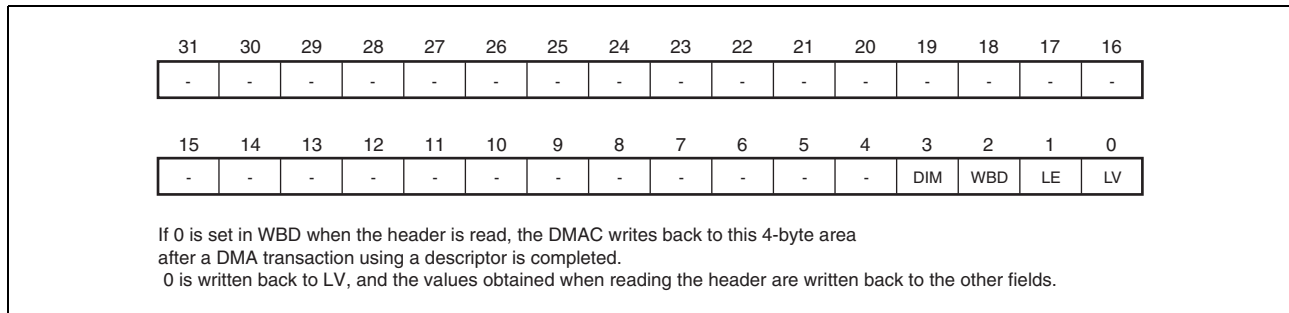 31 30 29 28 27 26 25 24 23 22 21 20 19 18 17 16
- - - - - - - - - - - - - - - -
15 14 13 12 11 10 9 8 7 6 5 4 3 2 1 0
- - - - - - - - - - - - DIM WBD LE LV
If 0 is set in WBD when the header is read, the DMAC writes back to this 4-byte area
after a DMA transaction using a descriptor is completed.
0 is written back to LV, and the values obtained when reading the header are written back to the other fields.